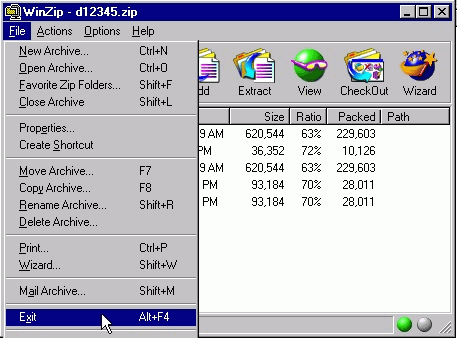 WinZip - d12345.zip
File Actions Options Help
New Archive... Ctrl+N
Open Archive... Ctrl+O
Favorite Zip Folders... Shift+F
Close Archive Shift+L
Properties...
Create Shortcut
Move Archive... F7
Copy Archive... F8
Rename Archive... Shift+R
Delete Archive...
Print... Ctrl+P
Wizard... Shift+W
Mail Archive... Shift+M
Exit Alt+F4
dd Extract View CheckOut Wizard
Size Ratio Packed Path
9 AM 620,544 63% 229,603
PM 36,352 72% 10,126
9 AM 620,544 63% 229,603
PM 93,184 70% 28,011
PM 93,184 70% 28,011